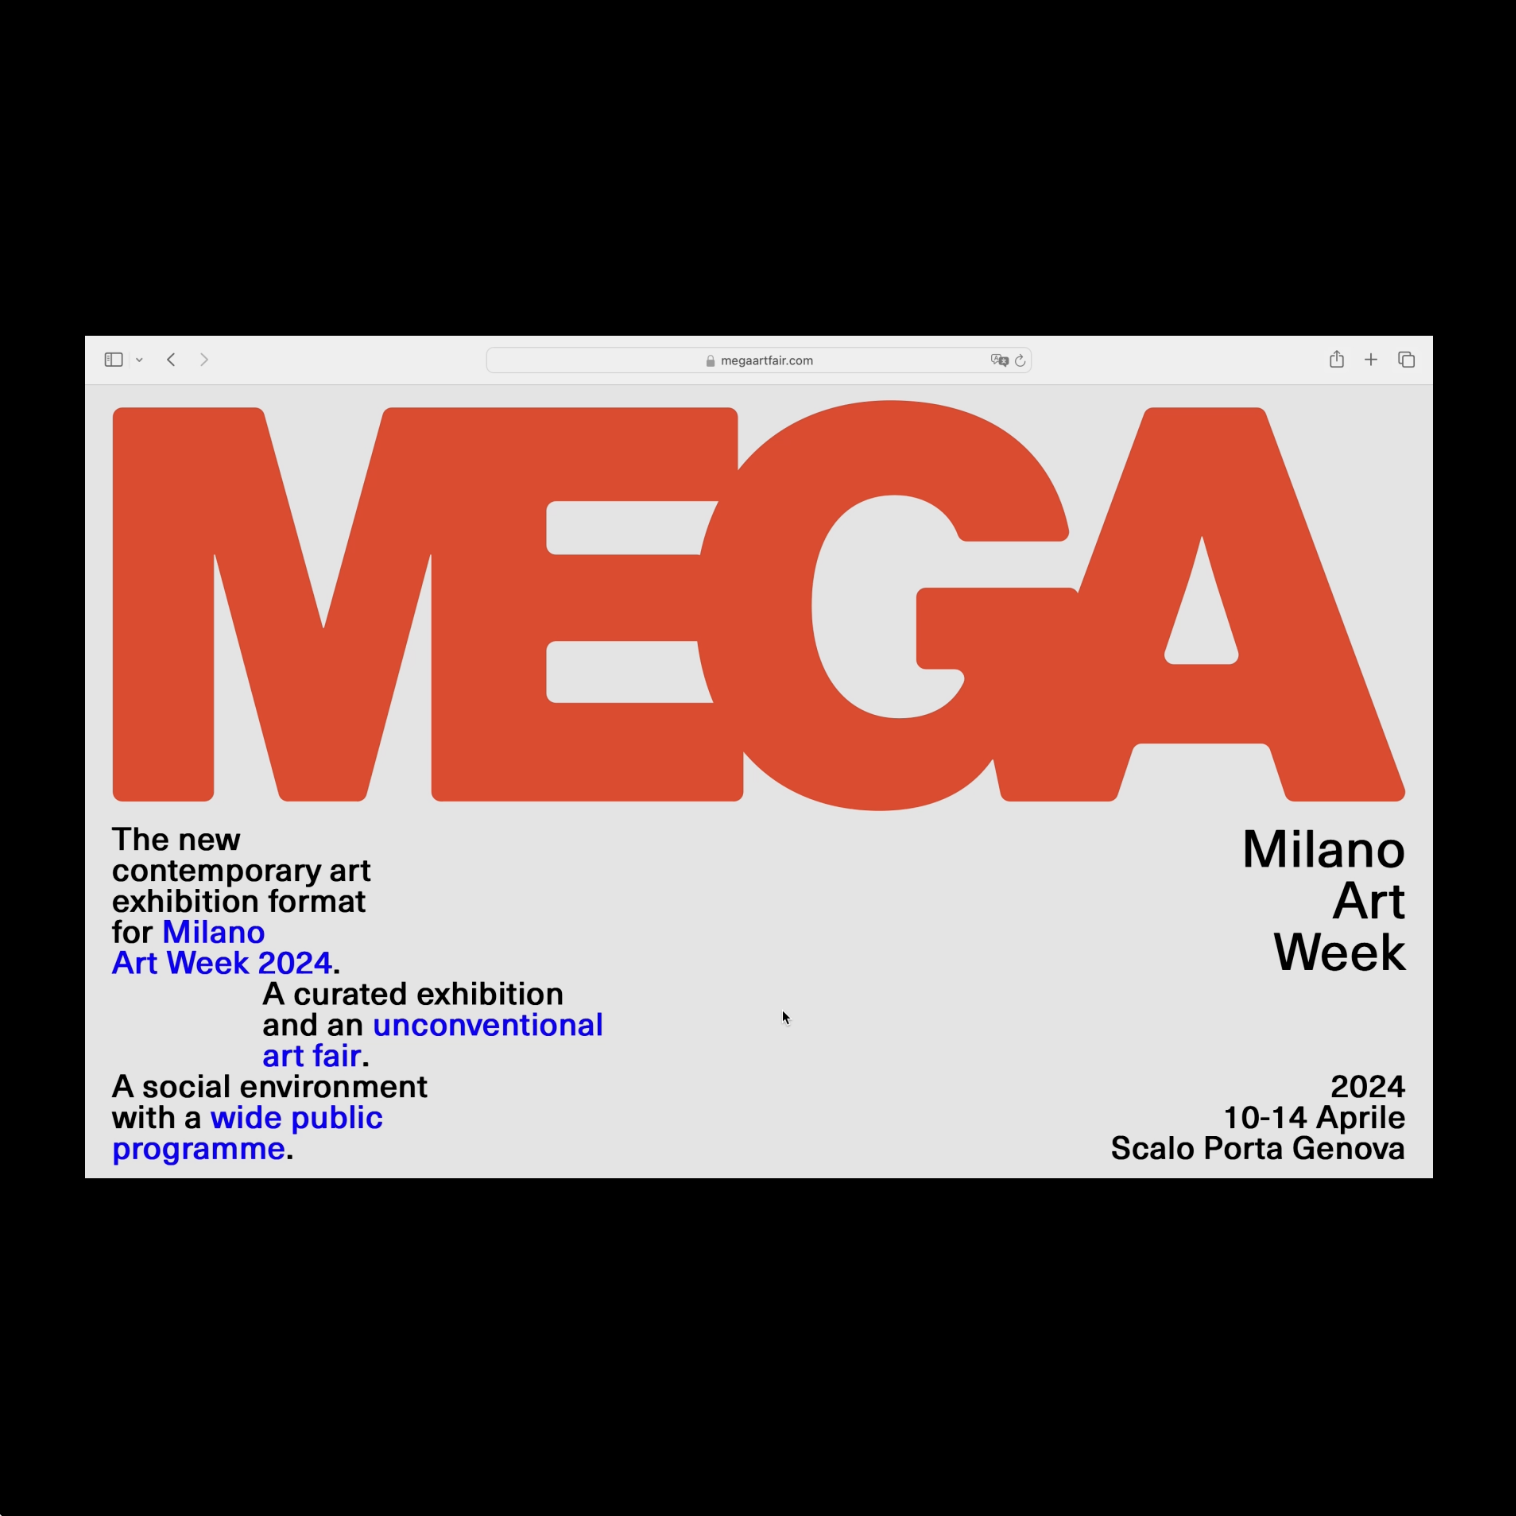 megaartfair.com
MEGA
The new
contemporary art
exhibition format
for Milano
Art Week 2024.
A curated exhibition
and an unconventional
art fair.
A social environment
with a wide public
programme.
Milano
Art
Week
2024
10-14 Aprile
Scalo Porta Genova